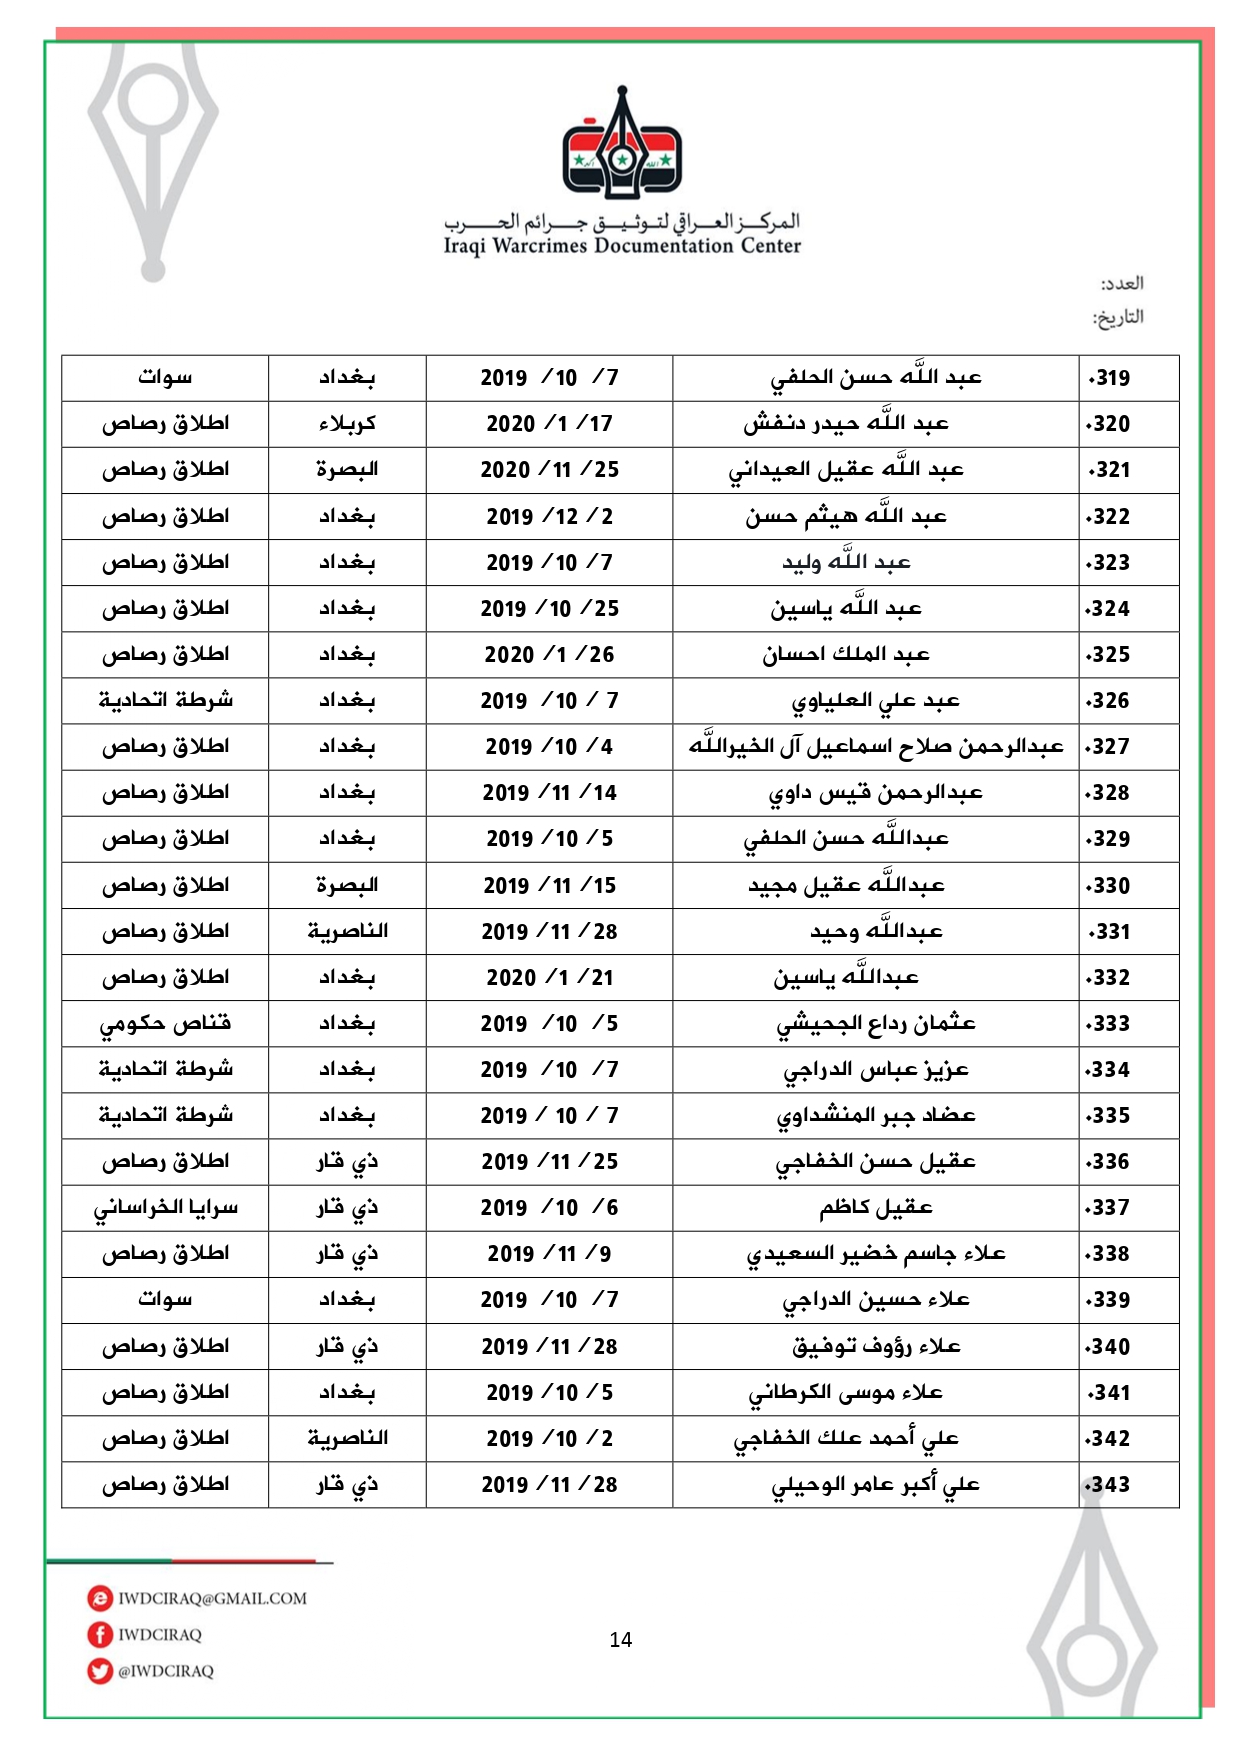 المركز العراقي لتوثيق جرائم الحرب
Iraqi Warcrimes Documentation Center
العدد:
التاريخ:
319. عبد الله حسن الحلفي 7/ 10/ 2019 بغداد سوات
320. عبد الله حيدر دنفش 17/ 1/ 2020 كربلاء اطلاق رصاص
321. عبد الله عقيل العيداني 25/ 11/ 2020 البصرة اطلاق رصاص
322. عبد الله هيثم حسن 2/ 12/ 2019 بغداد اطلاق رصاص
323. عبد الله وليد 7/ 10/ 2019 بغداد اطلاق رصاص
324. عبد الله ياسين 25/ 10/ 2019 بغداد اطلاق رصاص
325. عبد الملك احسان 26/ 1/ 2020 بغداد اطلاق رصاص
326. عبد علي العلياوي 7 / 10/ 2019 بغداد شرطة اتحادية
327. عبدالرحمن صلاح اسماعيل آل الخيرالله 4/ 10/ 2019 بغداد اطلاق رصاص
328. عبدالرحمن قيس داوي 14/ 11/ 2019 بغداد اطلاق رصاص
329. عبدالله حسن الحلفي 5/ 10/ 2019 بغداد اطلاق رصاص
330. عبدالله عقيل مجيد 15/ 11/ 2019 البصرة اطلاق رصاص
331. عبدالله وحيد 28/ 11/ 2019 الناصرية اطلاق رصاص
332. عبدالله ياسين 21/ 1/ 2020 بغداد اطلاق رصاص
333. عثمان رداع الجحيشي 5/ 10/ 2019 بغداد قناص حكومي
334. عزيز عباس الدراجي 7/ 10/ 2019 بغداد شرطة اتحادية
335. عضاد جبر المنشداوي 7 / 10 / 2019 بغداد شرطة اتحادية
336. عقيل حسن الخفاجي 25/ 11/ 2019 ذي قار اطلاق رصاص
337. عقيل كاظم 6/ 10/ 2019 ذي قار سرايا الخراساني
338. علاء جاسم خضير السعيدي 9/ 11/ 2019 ذي قار اطلاق رصاص
339. علاء حسين الدراجي 7/ 10/ 2019 بغداد سوات
340. علاء رؤوف توفيق 28/ 11/ 2019 ذي قار اطلاق رصاص
341. علاء موسى الكرطاني 5/ 10/ 2019 بغداد اطلاق رصاص
342. علي أحمد علك الخفاجي 2/ 10/ 2019 الناصرية اطلاق رصاص
343. علي أكبر عامر الوحيلي 28/ 11/ 2019 ذي قار اطلاق رصاص
IWDCIRAQ@GMAIL.COM
IWDCIRAQ
@IWDCIRAQ
14